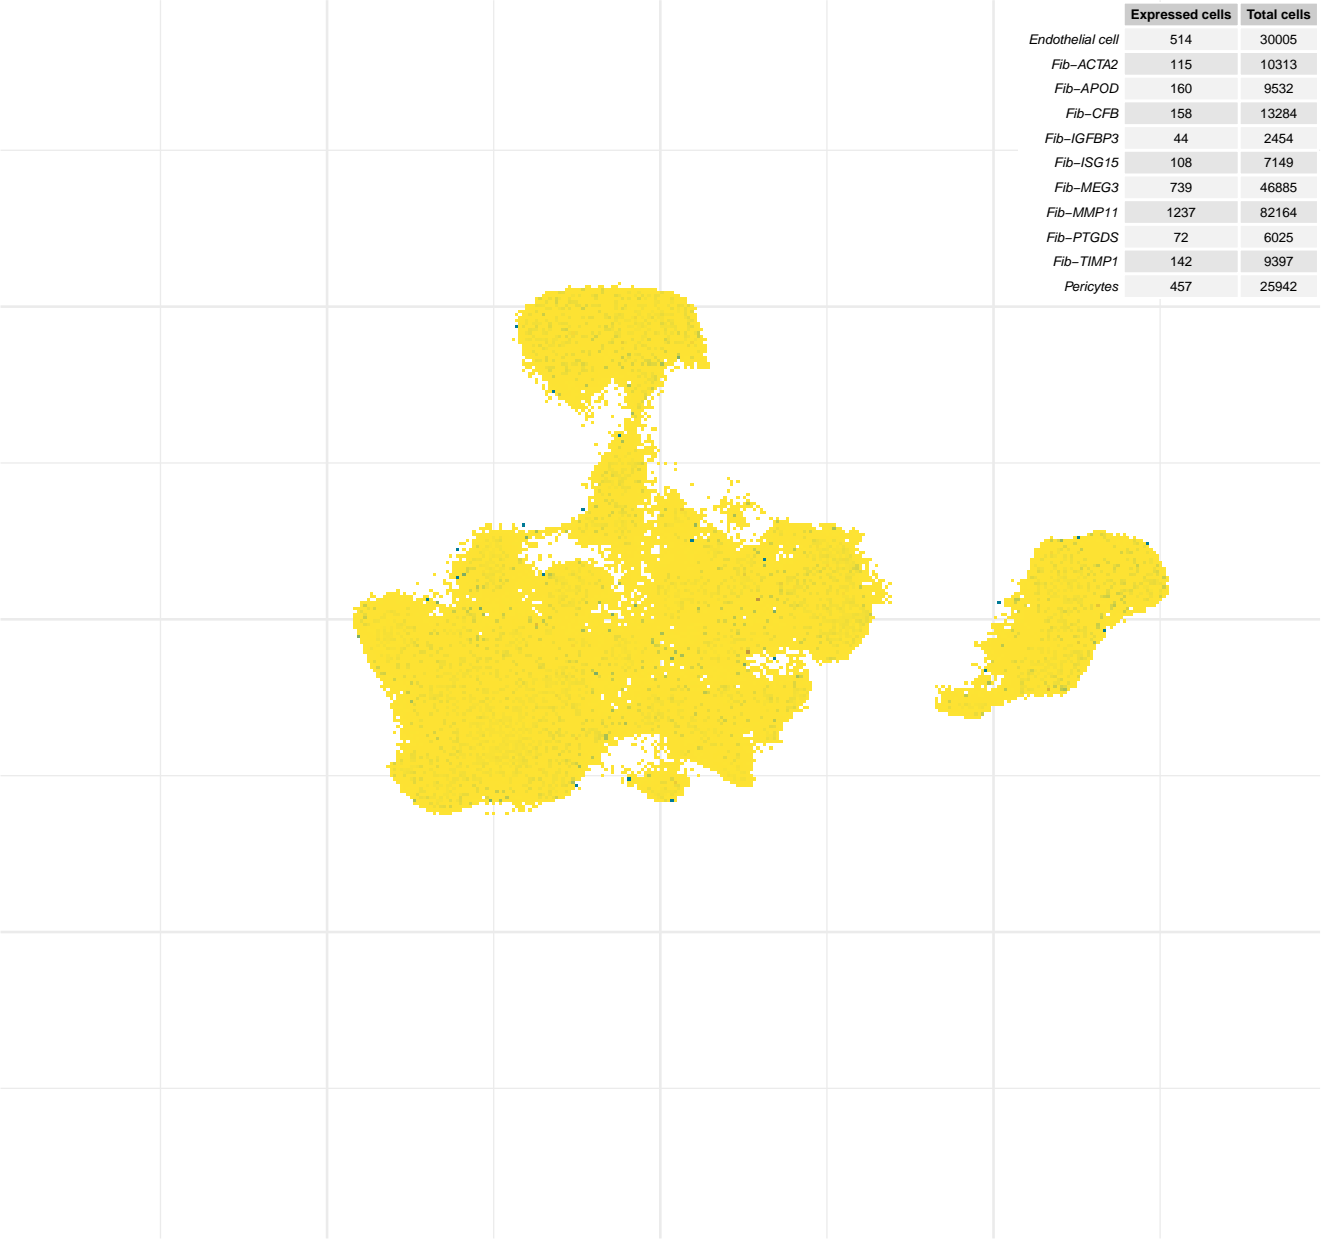 Expressed cells Total cells
Endothelial cell 514 30005
Fib−ACTA2 115 10313
Fib−APOD 160 9532
Fib−CFB 158 13284
Fib−IGFBP3 44 2454
Fib−ISG15 108 7149
Fib−MEG3 739 46885
Fib−MMP11 1237 82164
Fib−PTGDS 72 6025
Fib−TIMP1 142 9397
Pericytes 457 25942